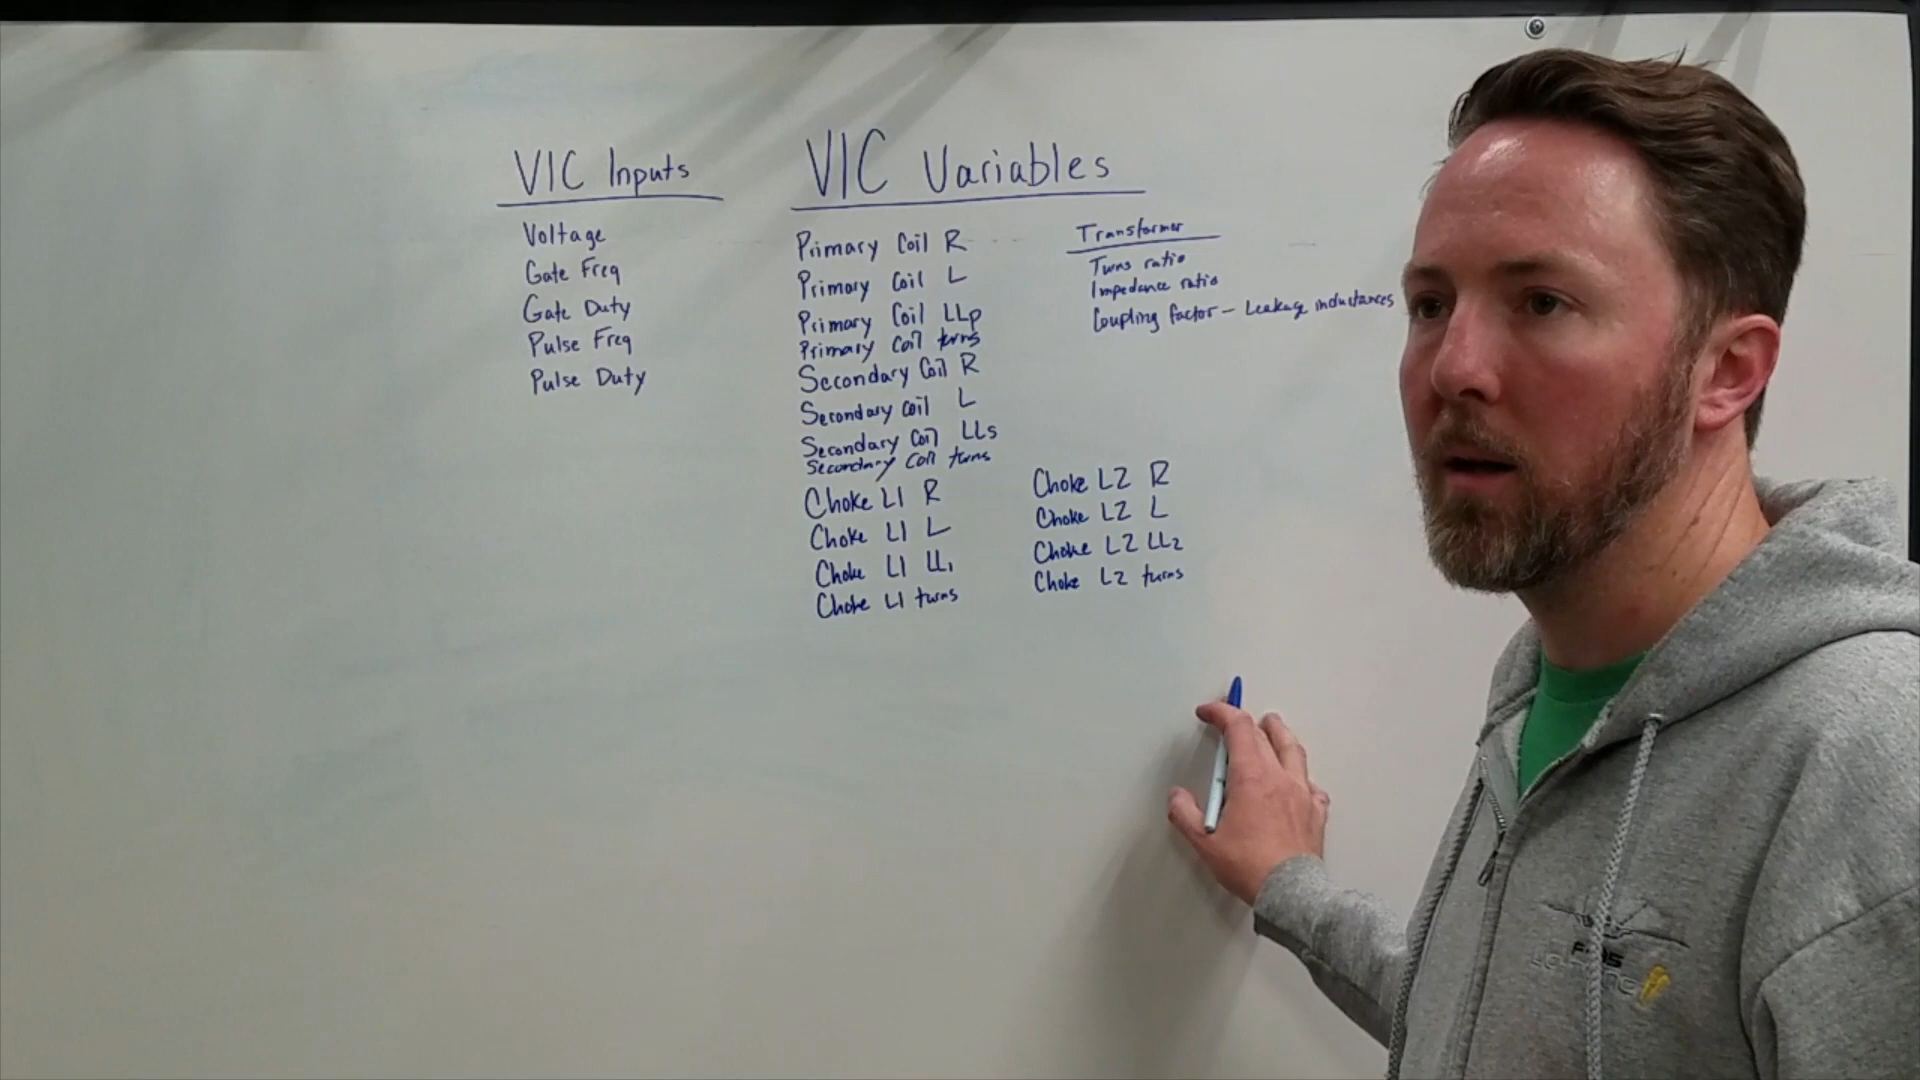 VIC Inputs
Voltage
Gate Freq
Gate Duty
Pulse Freq
Pulse Duty
VIC Variables
Primary Coil R
Primary Coil L
Primary Coil LLp
Primary Coil turns
Secondary Coil R
Secondary Coil L
Secondary Coil LLs
Secondary Coil turns
Choke L1 R
Choke L1 L
Choke L1 LL1
Choke L1 turns
Transformer
Turns ratio
Impedance ratio
Coupling factor - Leakage inductances
Choke L2 R
Choke L2 L
Choke L2 LL2
Choke L2 turns